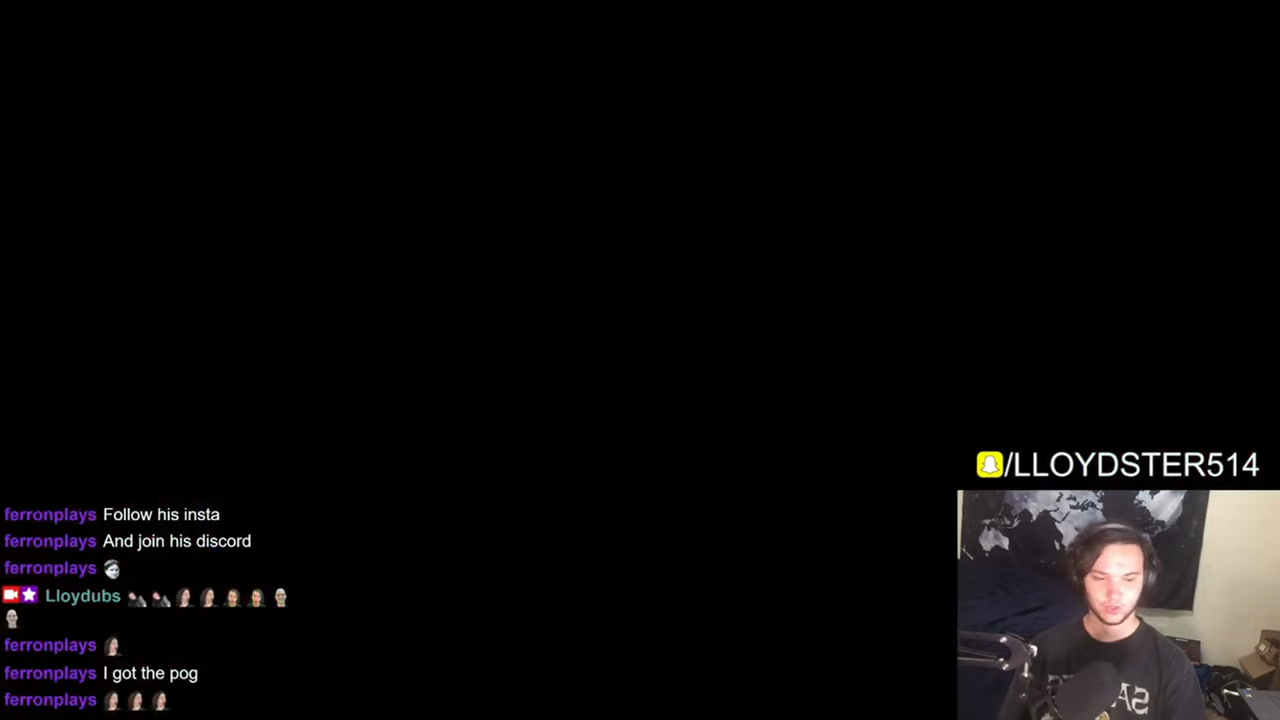 /LLOYDSTER514
ferronplays Follow his insta
ferronplays And join his discord
ferronplays
Lloydubs
ferronplays
ferronplays I got the pog
ferronplays